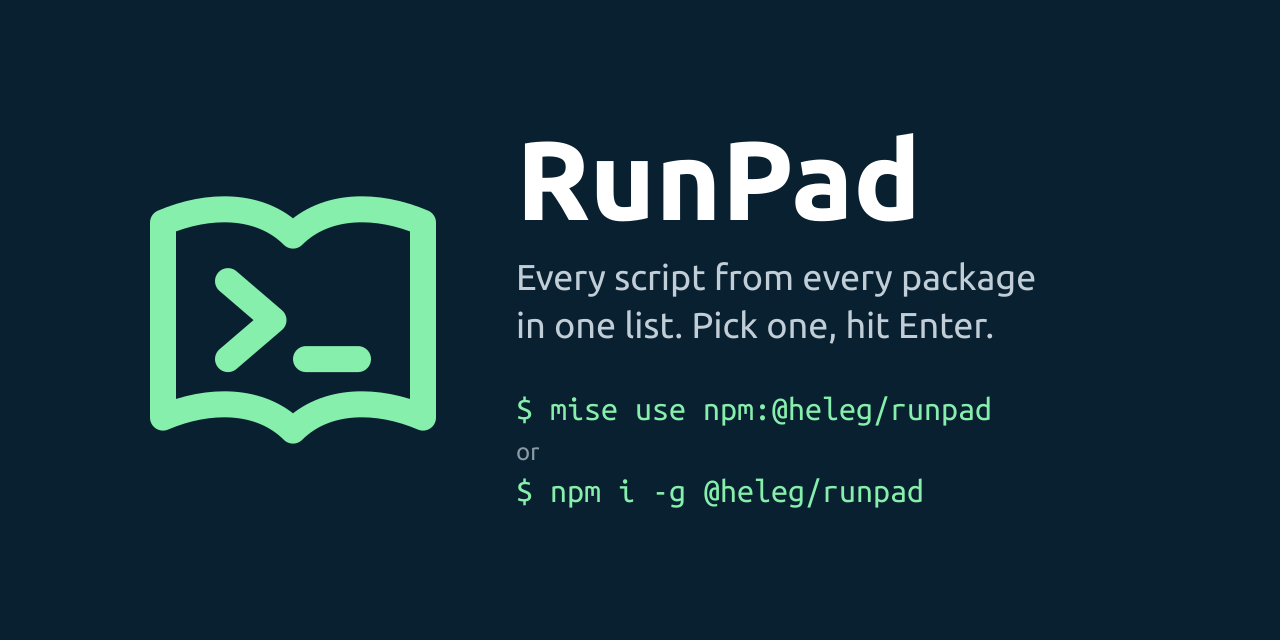 RunPad
Every script from every package
in one list. Pick one, hit Enter.
$ mise use npm:@heleg/runpad
or
$ npm i -g @heleg/runpad